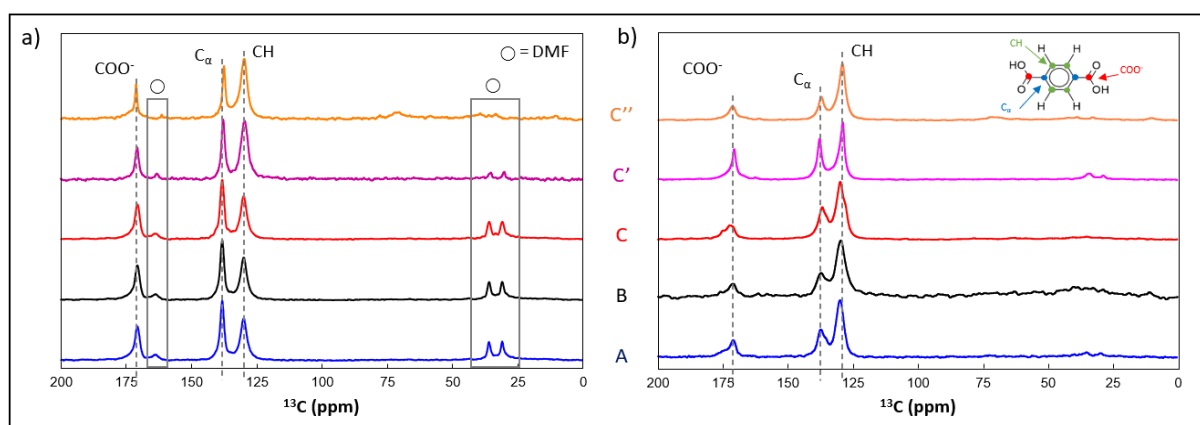 a)
COO⁻
Cα
CH
○ = DMF
200 175 150 125 100 75 50 25 0
¹³C (ppm)
C''
C'
C
B
A
b)
COO⁻
Cα
CH
CH
H H
HO O
O OH
COO⁻
Cα
H H
200 175 150 125 100 75 50 25 0
¹³C (ppm)